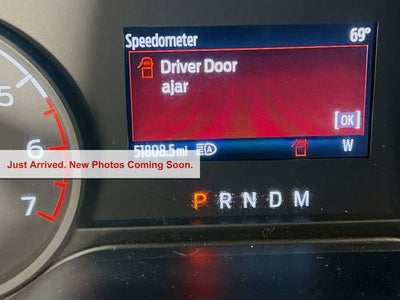 Speedometer 69°
Driver Door
ajar
[OK]
51808.5 mi W
5
6
Just Arrived. New Photos Coming Soon.
7
P R N D M